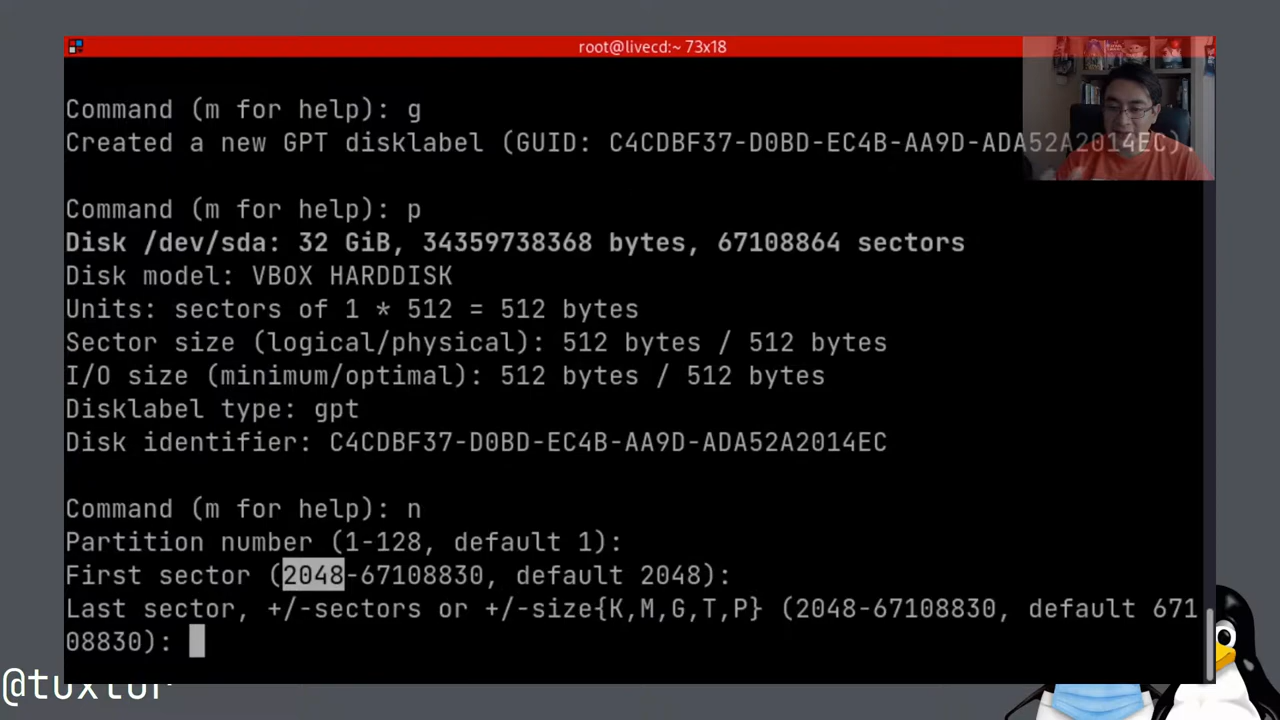 root@livecd:~ 73x18
Command (m for help): g
Created a new GPT disklabel (GUID: C4CDBF37-D0BD-EC4B-AA9D-ADA52A2014EC).
Command (m for help): p
Disk /dev/sda: 32 GiB, 34359738368 bytes, 67108864 sectors
Disk model: VBOX HARDDISK
Units: sectors of 1 * 512 = 512 bytes
Sector size (logical/physical): 512 bytes / 512 bytes
I/O size (minimum/optimal): 512 bytes / 512 bytes
Disklabel type: gpt
Disk identifier: C4CDBF37-D0BD-EC4B-AA9D-ADA52A2014EC
Command (m for help): n
Partition number (1-128, default 1):
First sector (2048-67108830, default 2048):
Last sector, +/-sectors or +/-size{K,M,G,T,P} (2048-67108830, default 671
08830):